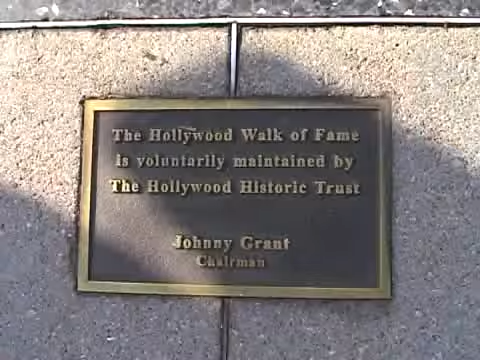 The Hollywood Walk of Fame
is voluntarily maintained by
The Hollywood Historic Trust
Johnny Grant
Chairman